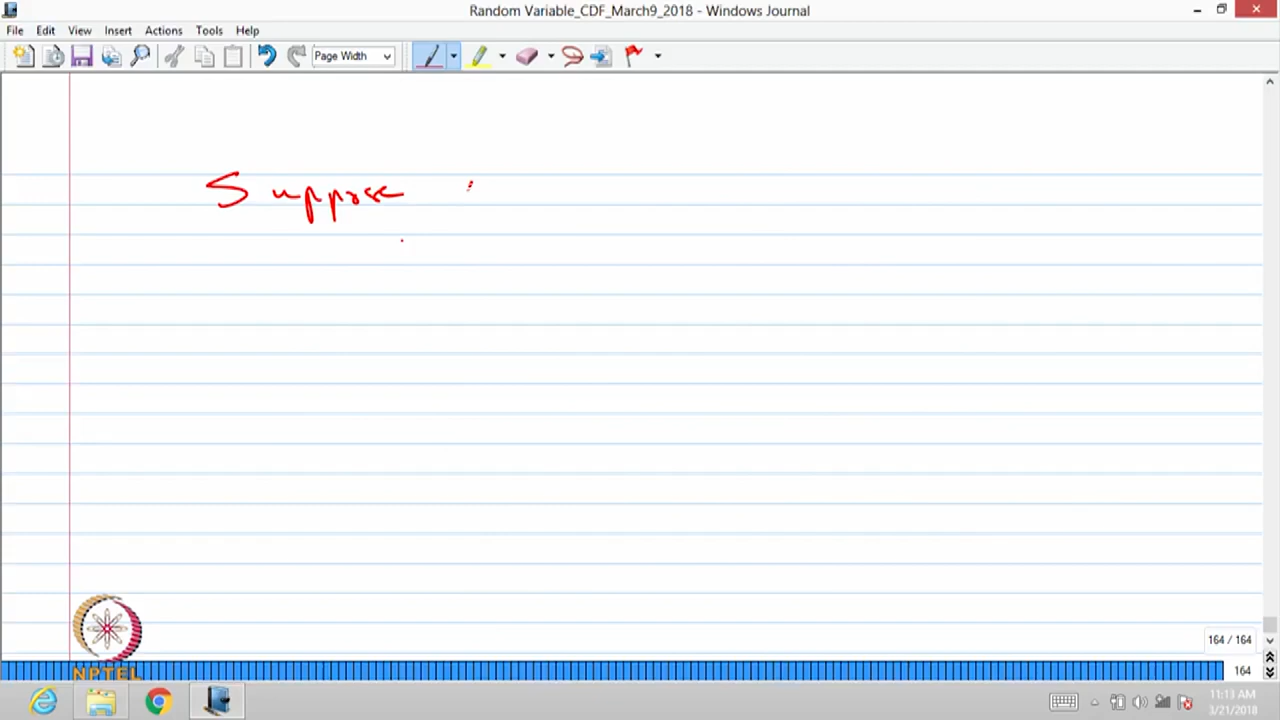 Random Variable_CDF_March9_2018 - Windows Journal
File Edit View Insert Actions Tools Help
Page Width
Suppose
164 / 164
NPTEL
164
11:13 AM
3/21/2018